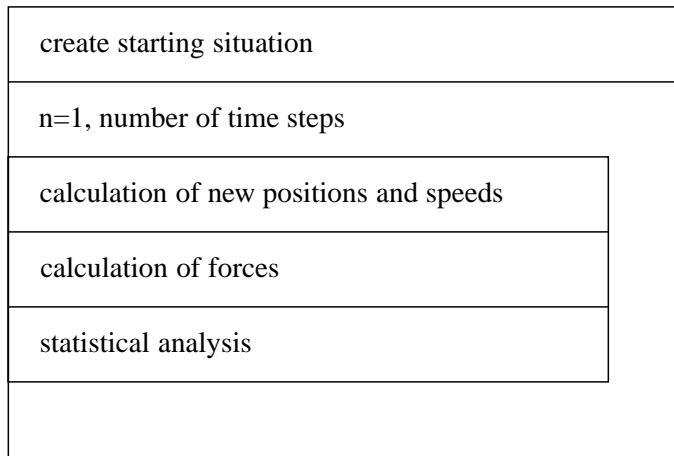 create starting situation
n=1, number of time steps
calculation of new positions and speeds
calculation of forces
statistical analysis